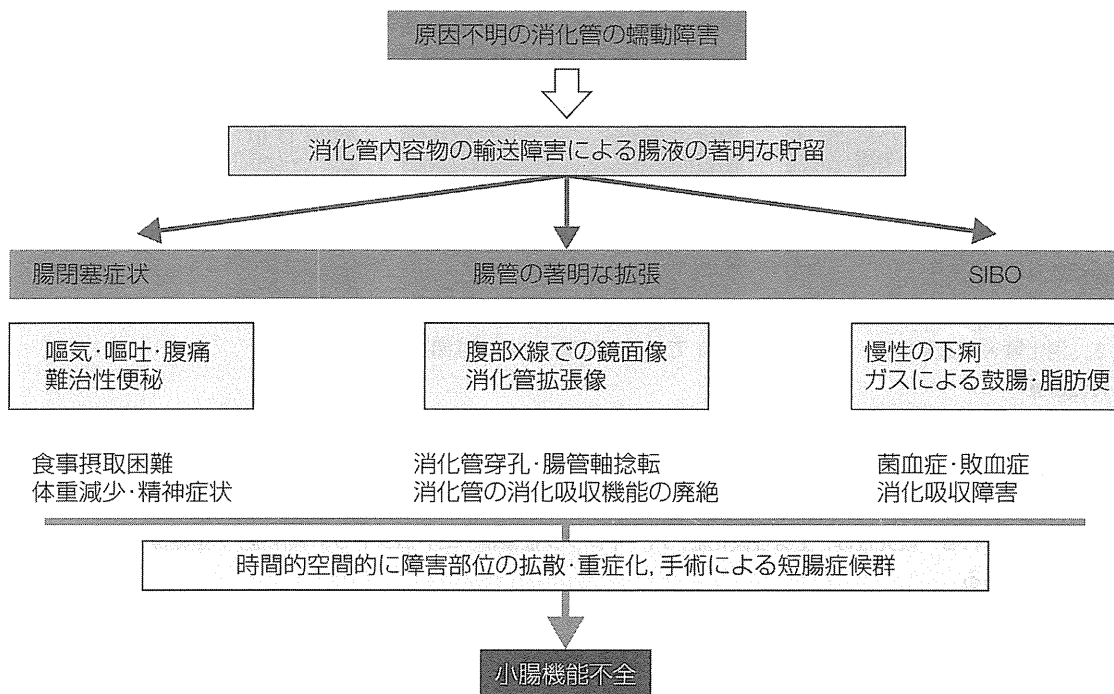 原因不明の消化管の蠕動障害
消化管内容物の輸送障害による腸液の著明な貯留
腸閉塞症状
腸管の著明な拡張
SIBO
嘔気・嘔吐・腹痛
難治性便秘
腹部X線での鏡面像
消化管拡張像
慢性の下痢
ガスによる鼓腸・脂肪便
食事摂取困難
体重減少・精神症状
消化管穿孔・腸管軸捻転
消化管の消化吸収機能の廃絶
菌血症・敗血症
消化吸収障害
時間的空間的に障害部位の拡散・重症化,手術による短腸症候群
小腸機能不全